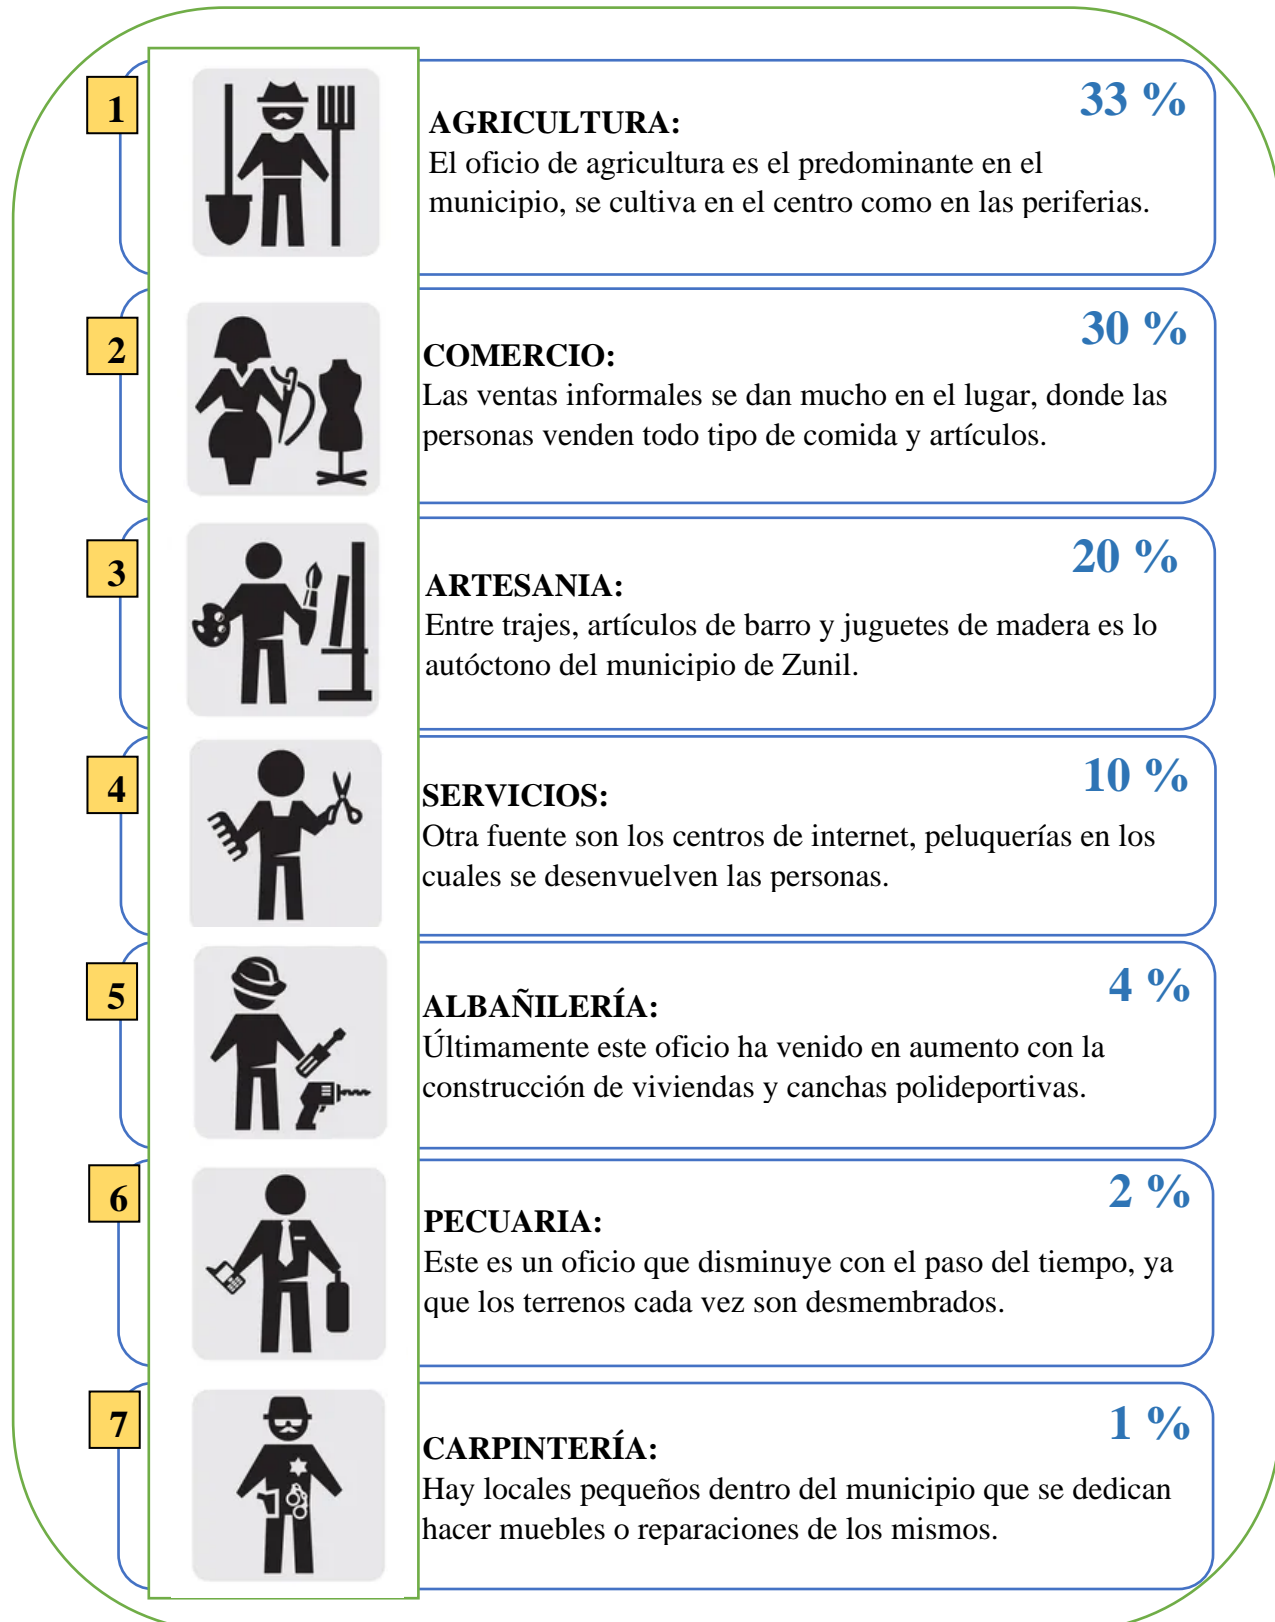 1
33 %
AGRICULTURA:
El oficio de agricultura es el predominante en el
municipio, se cultiva en el centro como en las periferias.
2
30 %
COMERCIO:
Las ventas informales se dan mucho en el lugar, donde las
personas venden todo tipo de comida y artículos.
3
20 %
ARTESANIA:
Entre trajes, artículos de barro y juguetes de madera es lo
autóctono del municipio de Zunil.
4
10 %
SERVICIOS:
Otra fuente son los centros de internet, peluquerías en los
cuales se desenvuelven las personas.
5
4 %
ALBAÑILERÍA:
Últimamente este oficio ha venido en aumento con la
construcción de viviendas y canchas polideportivas.
6
2 %
PECUARIA:
Este es un oficio que disminuye con el paso del tiempo, ya
que los terrenos cada vez son desmembrados.
7
1 %
CARPINTERÍA:
Hay locales pequeños dentro del municipio que se dedican
hacer muebles o reparaciones de los mismos.